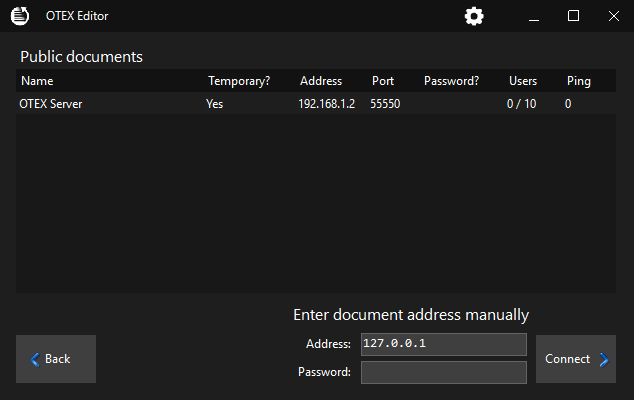 OTEX Editor
Public documents
Name Temporary? Address Port Password? Users Ping
OTEX Server Yes 192.168.1.2 55550 0 / 10 0
Enter document address manually
Address: 127.0.0.1
Password:
Back
Connect